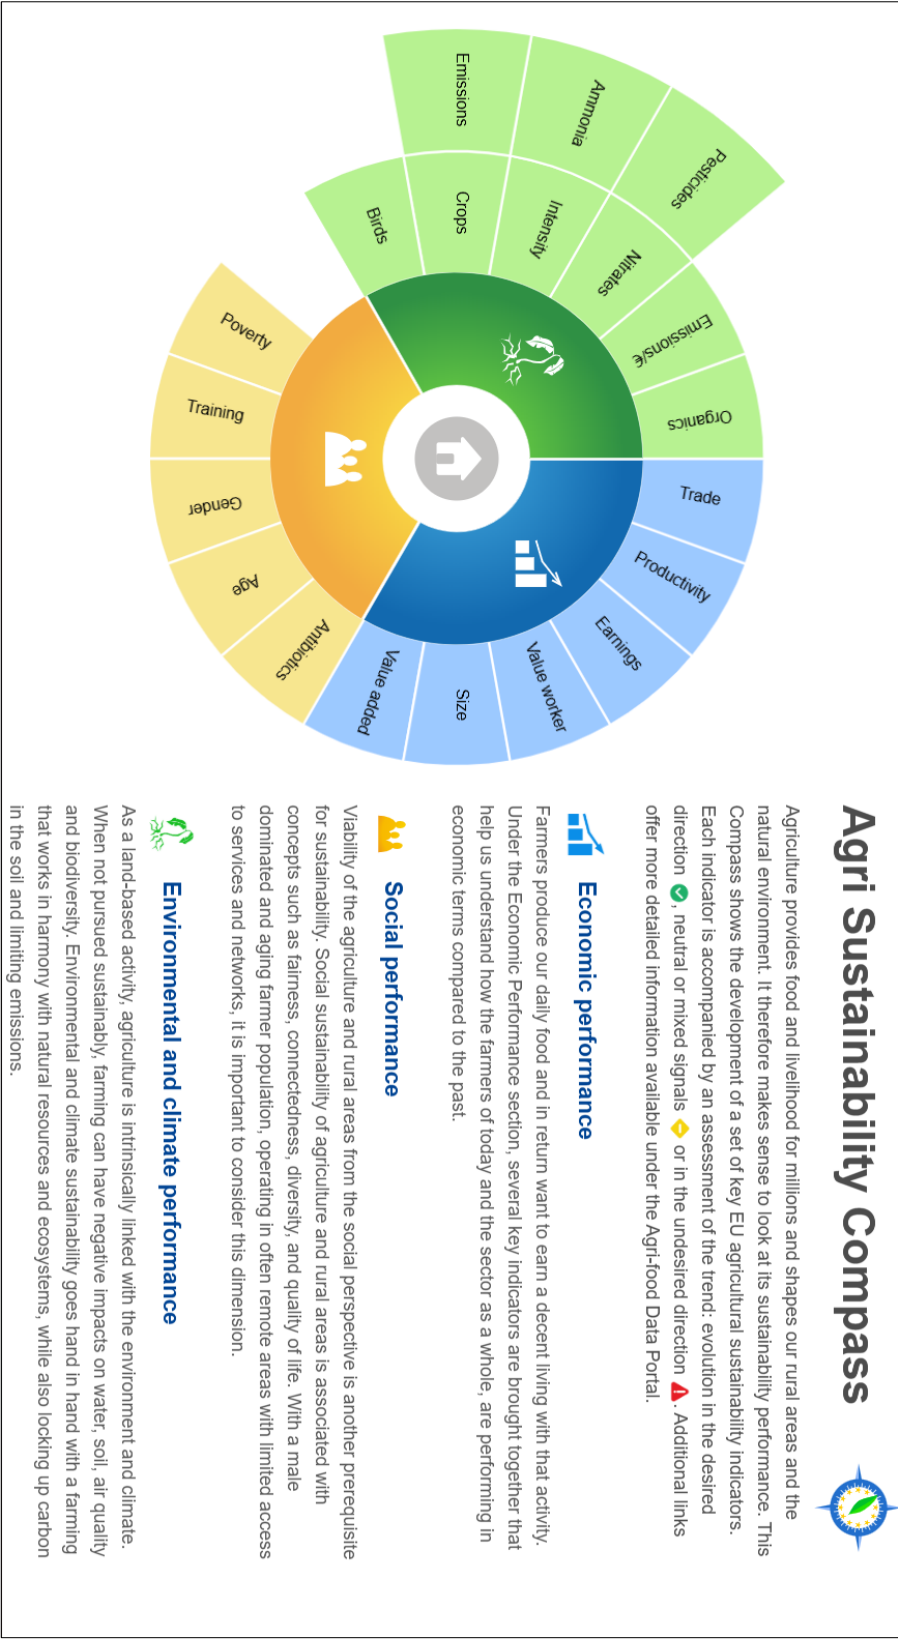 Agri Sustainability Compass
Agriculture provides food and livelihood for millions and shapes our rural areas and the
natural environment. It therefore makes sense to look at its sustainability performance. This
Compass shows the development of a set of key EU agricultural sustainability indicators.
Each indicator is accompanied by an assessment of the trend: evolution in the desired
direction , neutral or mixed signals or in the undesired direction . Additional links
offer more detailed information available under the Agri-food Data Portal.
Economic performance
Farmers produce our daily food and in return want to earn a decent living with that activity.
Under the Economic Performance section, several key indicators are brought together that
help us understand how the farmers of today and the sector as a whole, are performing in
economic terms compared to the past.
Social performance
Viability of the agriculture and rural areas from the social perspective is another prerequisite
for sustainability. Social sustainability of agriculture and rural areas is associated with
concepts such as fairness, connectedness, diversity, and quality of life. With a male
dominated and aging farmer population, operating in often remote areas with limited access
to services and networks, it is important to consider this dimension.
Environmental and climate performance
As a land-based activity, agriculture is intrinsically linked with the environment and climate.
When not pursued sustainably, farming can have negative impacts on water, soil, air quality
and biodiversity. Environmental and climate sustainability goes hand in hand with a farming
that works in harmony with natural resources and ecosystems, while also locking up carbon
in the soil and limiting emissions.
Trade
Productivity
Earnings
Value worker
Size
Value added
Antibiotics
Age
Gender
Training
Poverty
Birds
Crops
Intensity
Nitrates
Emissions/€
Organics
Emissions
Ammonia
Pesticides